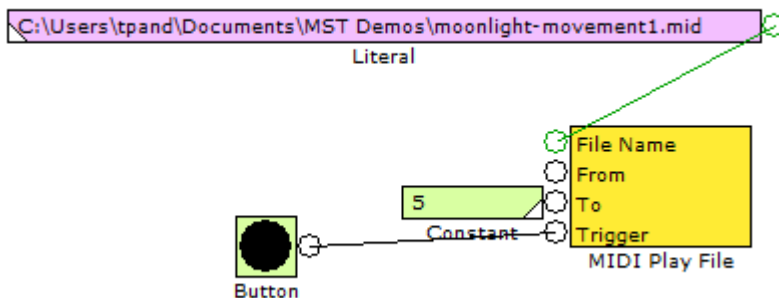 C:\Users\tpand\Documents\MST Demos\moonlight-movement1.mid
Literal
File Name
From
5
To
Constant
Trigger
MIDI Play File
Button